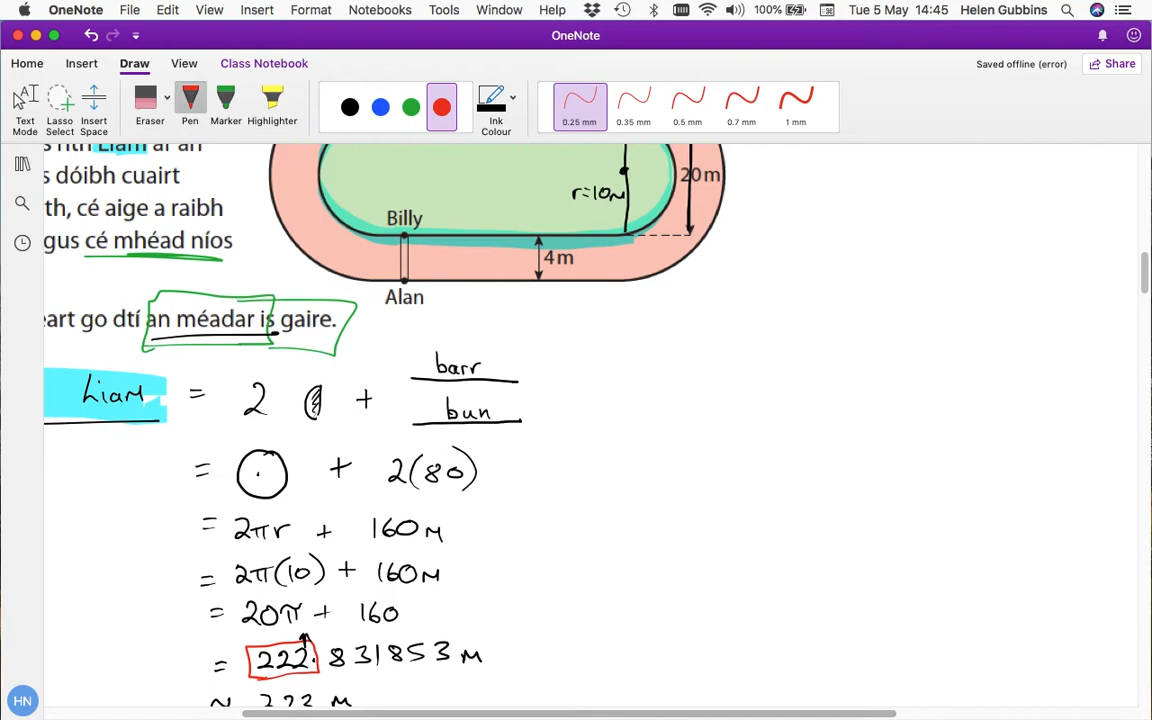 OneNote File Edit View Insert Format Notebooks Tools Window Help 100% Tue 5 May 14:45 Helen Gubbins
OneNote
Home Insert Draw View Class Notebook Saved offline (error) Share
Text Mode
Lasso Select
Insert Space
Eraser
Pen
Marker
Highlighter
Ink Colour
0.25 mm 0.35 mm 0.5 mm 0.7 mm 1 mm
s rith Liam ar an
s dóibh cuairt
th, cé aige a raibh
gus cé mhéad níos
r=10m
20 m
Billy
4 m
Alan
eart go dtí an méadar is gaire.
Liam = 2 + barr
bun
= + 2(80)
= 2πr + 160m
= 2π(10) + 160m
= 20π + 160
= 222.831853 m
HN